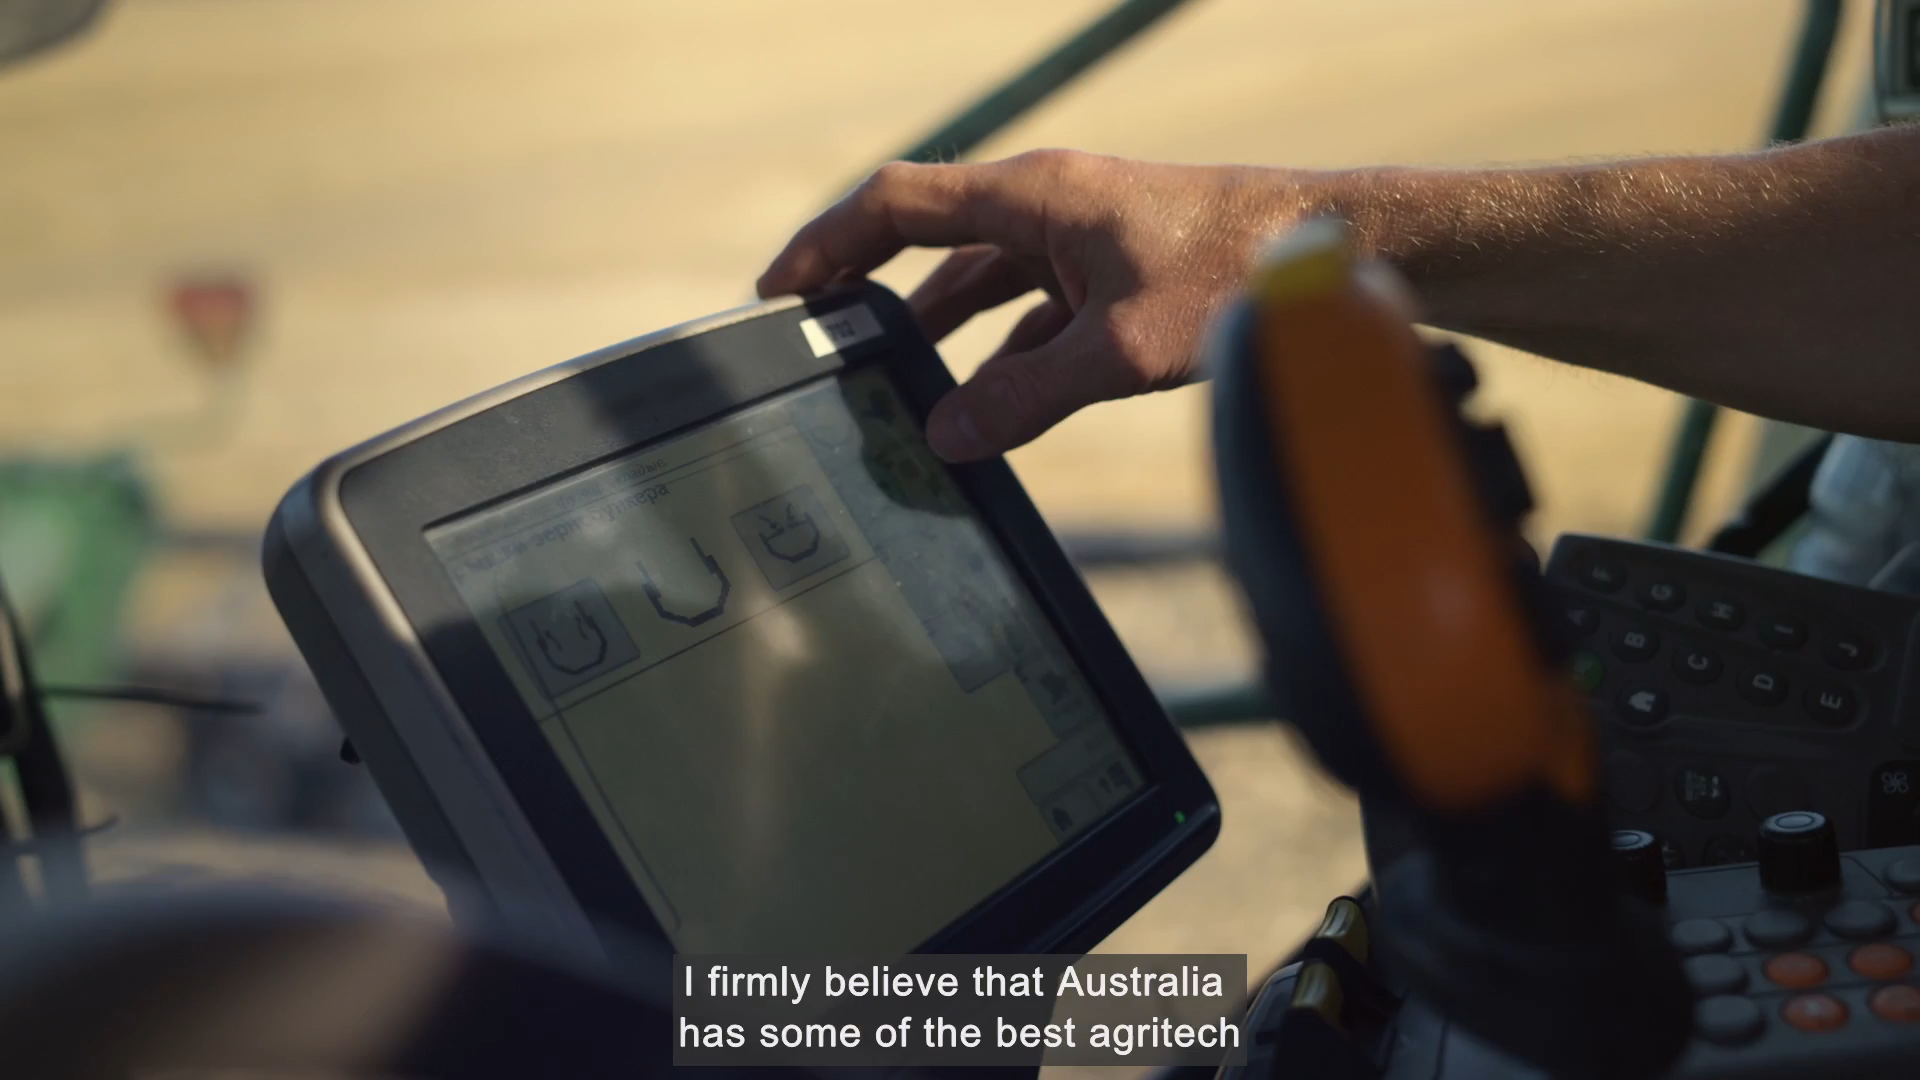 I firmly believe that Australia
has some of the best agritech
F
G
H
I
J
A
B
C
D
E